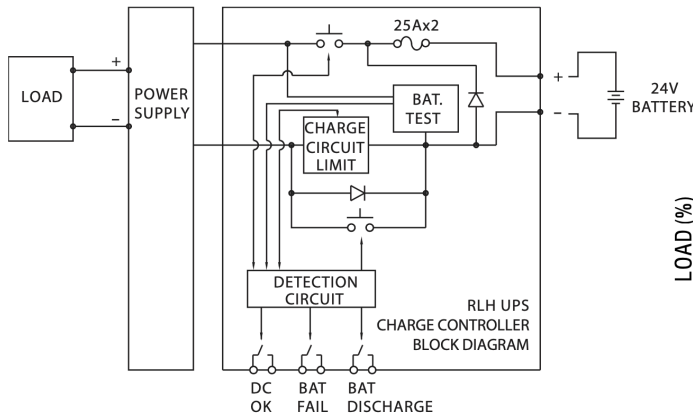 25Ax2
+
LOAD
POWER
SUPPLY
−
BAT.
TEST
+
−
24V
BATTERY
CHARGE
CIRCUIT
LIMIT
LOAD (%)
DETECTION
CIRCUIT
RLH UPS
CHARGE CONTROLLER
BLOCK DIAGRAM
DC
OK
BAT
FAIL
BAT
DISCHARGE